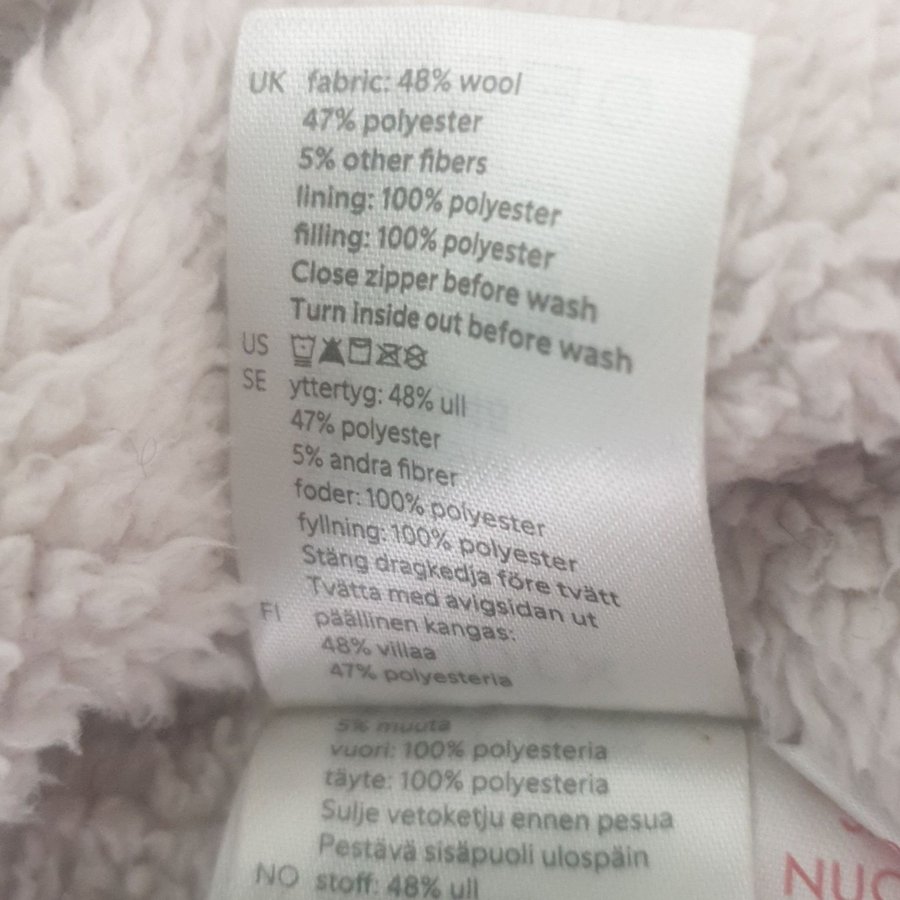 UK fabric: 48% wool
47% polyester
5% other fibers
lining: 100% polyester
filling: 100% polyester
Close zipper before wash
Turn inside out before wash
US
SE yttertyg: 48% ull
47% polyester
5% andra fibrer
foder: 100% polyester
fyllning: 100% polyester
Stäng dragkedja före tvätt
Tvätta med avigsidan ut
FI päällinen kangas:
48% villaa
47% polyesteria
5% muuta
vuori: 100% polyesteria
täyte: 100% polyesteria
Sulje vetoketju ennen pesua
Pestävä sisäpuoli ulospäin
NO stoff: 48% ull